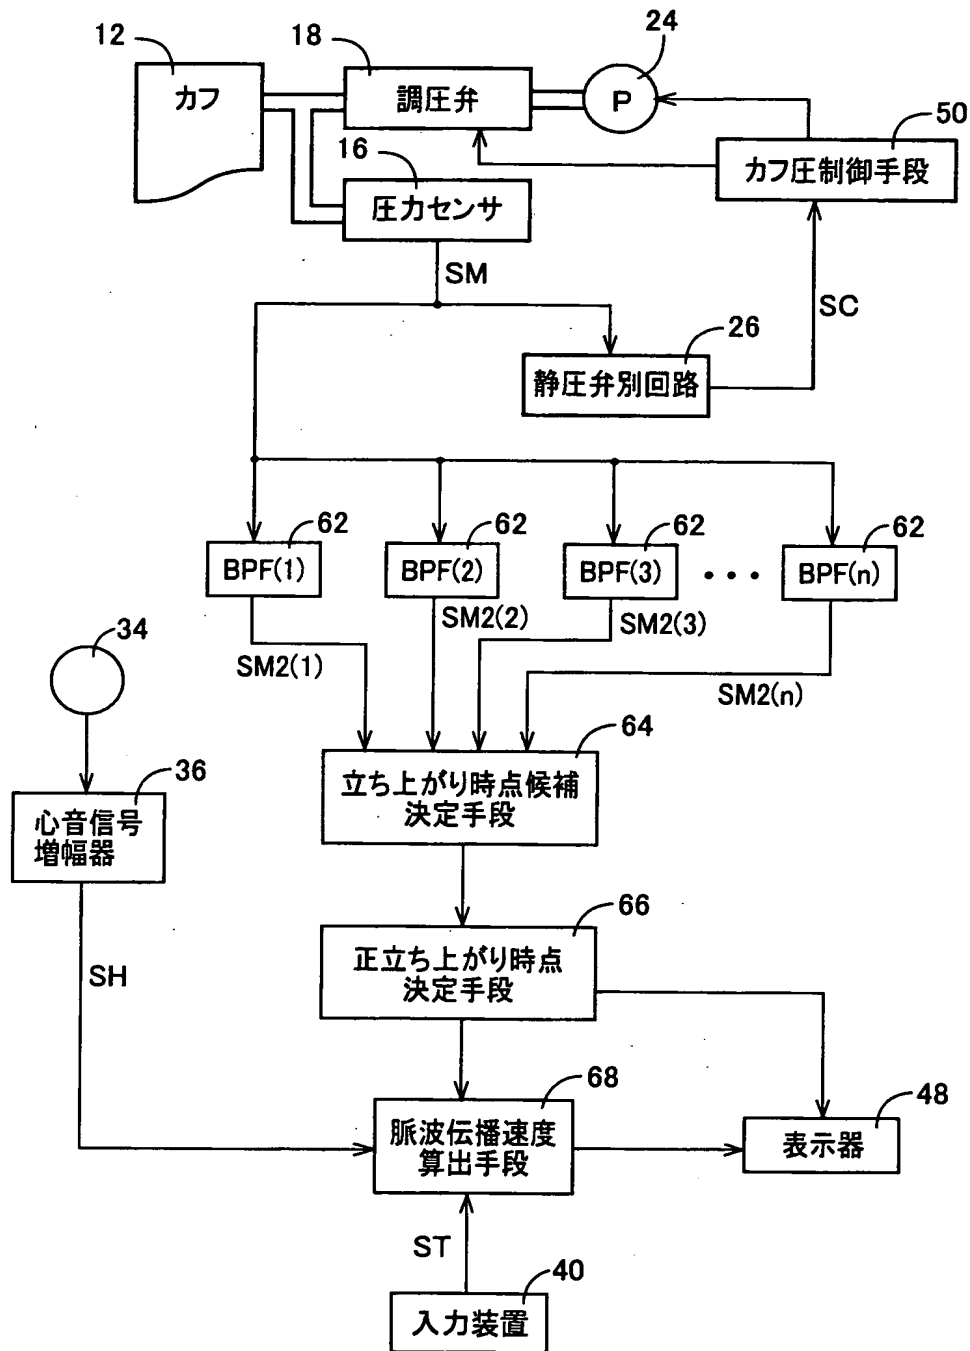 12
カフ
18
調圧弁
24
P
50
カフ圧制御手段
16
圧力センサ
SM
SC
26
静圧弁別回路
62
BPF(1)
62
BPF(2)
62
BPF(3)
• • •
62
BPF(n)
SM2(1)
SM2(2)
SM2(3)
SM2(n)
34
36
心音信号
増幅器
SH
64
立ち上がり時点候補
決定手段
66
正立ち上がり時点
決定手段
68
脈波伝播速度
算出手段
48
表示器
ST
40
入力装置